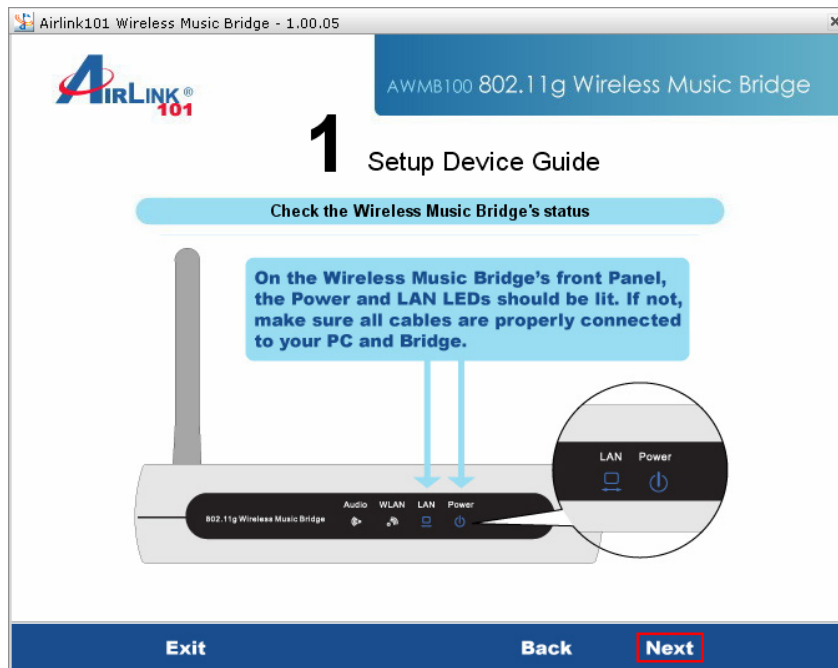 Airlink101 Wireless Music Bridge - 1.00.05
AIRLINK®
101
AWMB100 802.11g Wireless Music Bridge
1 Setup Device Guide
Check the Wireless Music Bridge's status
On the Wireless Music Bridge's front Panel,
the Power and LAN LEDs should be lit. If not,
make sure all cables are properly connected
to your PC and Bridge.
LAN Power
Audio WLAN LAN Power
802.11g Wireless Music Bridge
Exit Back Next